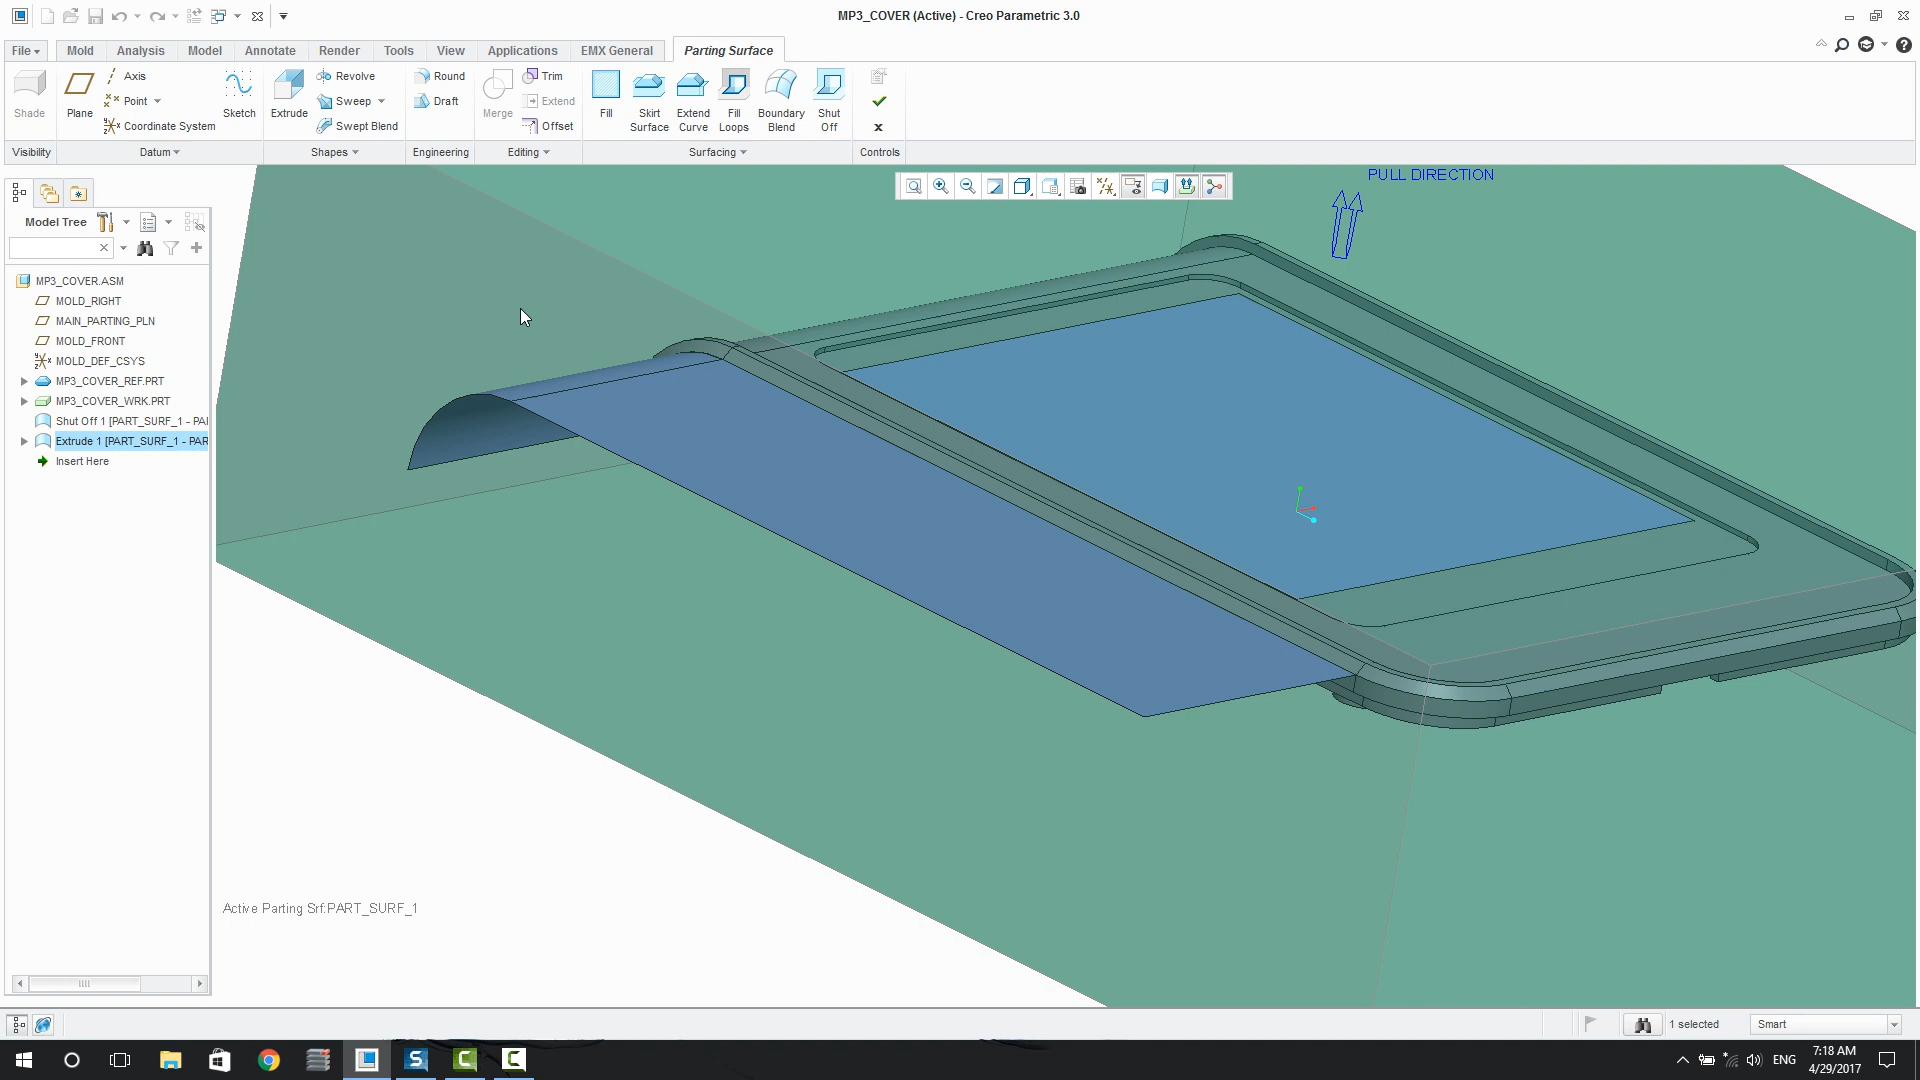 MP3_COVER (Active) - Creo Parametric 3.0
File Mold Analysis Model Annotate Render Tools View Applications EMX General Parting Surface
Shade
Plane
Axis
Point
Coordinate System
Sketch
Extrude
Revolve
Sweep
Swept Blend
Round
Draft
Merge
Trim
Extend
Offset
Fill
Skirt
Surface
Extend
Curve
Fill
Loops
Boundary
Blend
Shut
Off
Visibility Datum Shapes Engineering Editing Surfacing Controls
PULL DIRECTION
Model Tree
MP3_COVER.ASM
MOLD_RIGHT
MAIN_PARTING_PLN
MOLD_FRONT
MOLD_DEF_CSYS
MP3_COVER_REF.PRT
MP3_COVER_WRK.PRT
Shut Off 1 [PART_SURF_1 - PAI
Extrude 1 [PART_SURF_1 - PAR
Insert Here
Active Parting Srf:PART_SURF_1
1 selected Smart
ENG
7:18 AM
4/29/2017